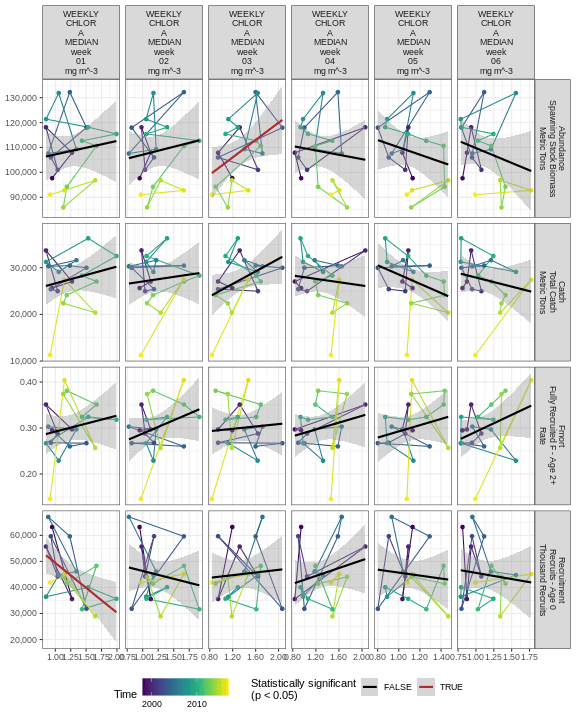 WEEKLY
CHLOR
A
MEDIAN
week
01
mg m^-3
WEEKLY
CHLOR
A
MEDIAN
week
02
mg m^-3
WEEKLY
CHLOR
A
MEDIAN
week
03
mg m^-3
WEEKLY
CHLOR
A
MEDIAN
week
04
mg m^-3
WEEKLY
CHLOR
A
MEDIAN
week
05
mg m^-3
WEEKLY
CHLOR
A
MEDIAN
week
06
mg m^-3
130,000
120,000
110,000
100,000
90,000
Abundance
Spawning Stock Biomass
Metric Tons
30,000
20,000
10,000
Catch
Total Catch
Metric Tons
0.40
0.30
0.20
Fmort
Fully Recruited F - Age 2+
Rate
60,000
50,000
40,000
30,000
20,000
Recruitment
Recruits - Age 0
Thousand Recruits
1.00 1.25 1.75 2.00
0.80 1.20 1.60 2.00
0.80 1.20 1.60 2.00
0.80 1.20 1.60 2.00
0.80 1.00 1.20 1.40
0.75 1.00 1.25 1.50 1.75
Time
2000 2010
Statistically significant
(p < 0.05)
FALSE
TRUE